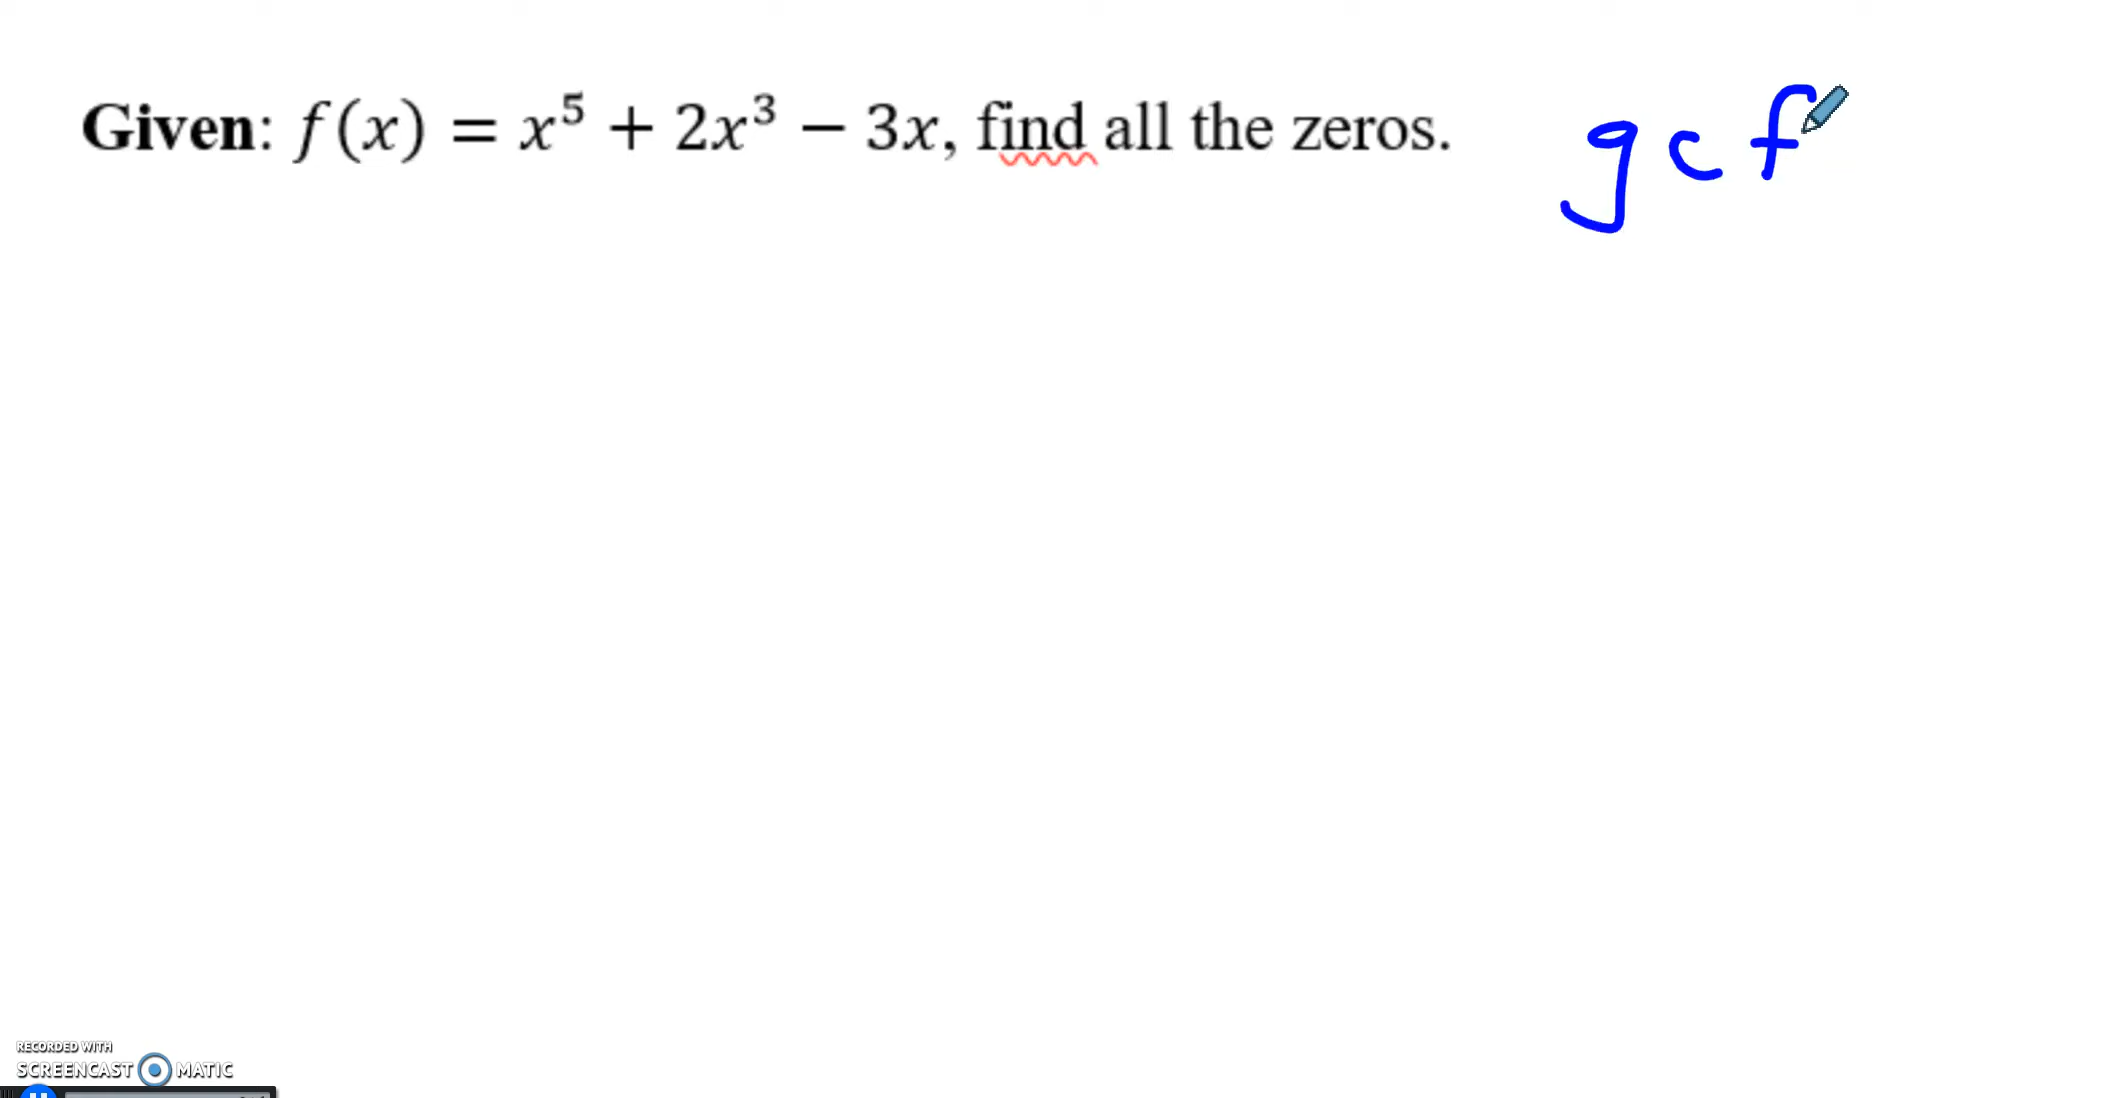 Given: f(x) = x⁵ + 2x³ − 3x, find all the zeros. gcf
RECORDED WITH
SCREENCAST MATIC